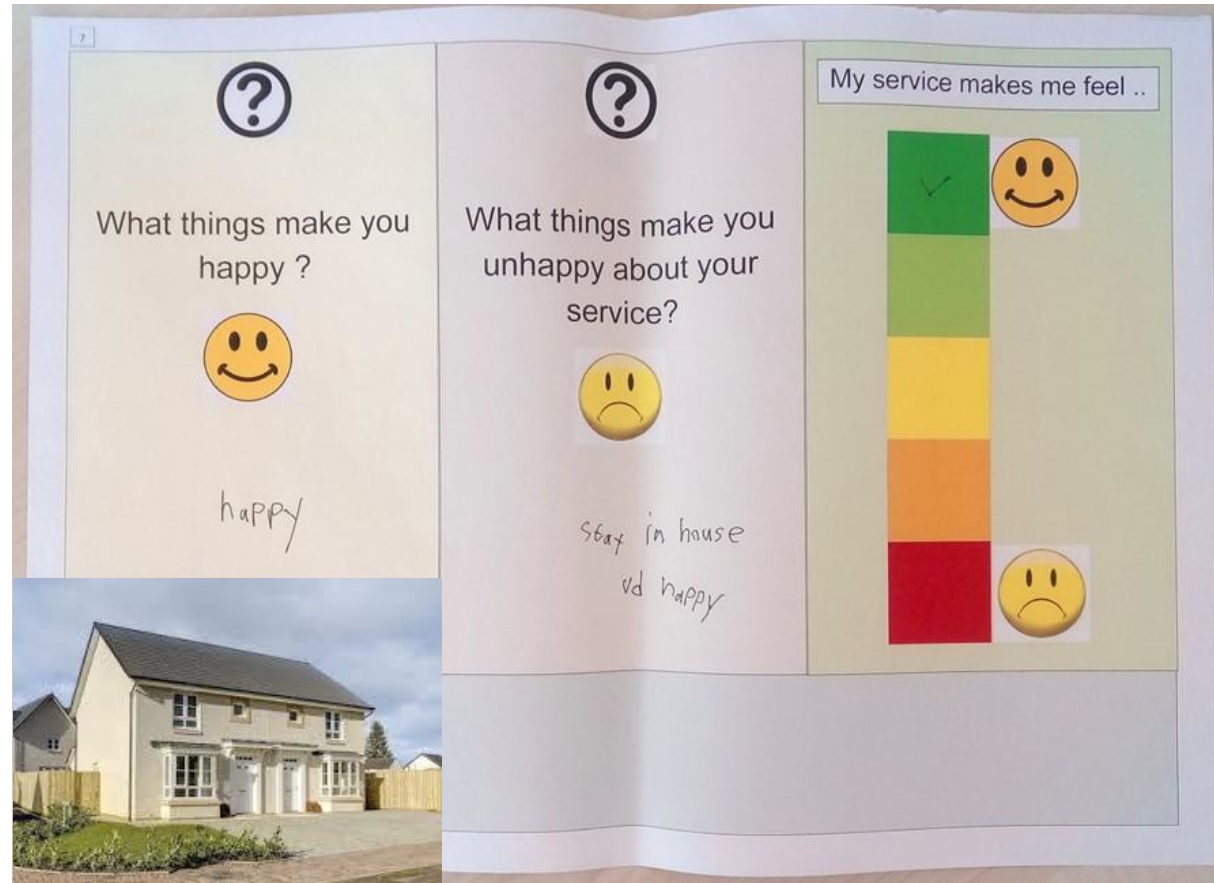 7
?
What things make you
happy ?
happy
?
What things make you
unhappy about your
service?
stay in house
happy
My service makes me feel ..